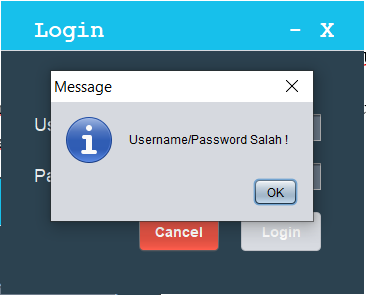 Login - X
Message
Username/Password Salah !
OK
Cancel Login